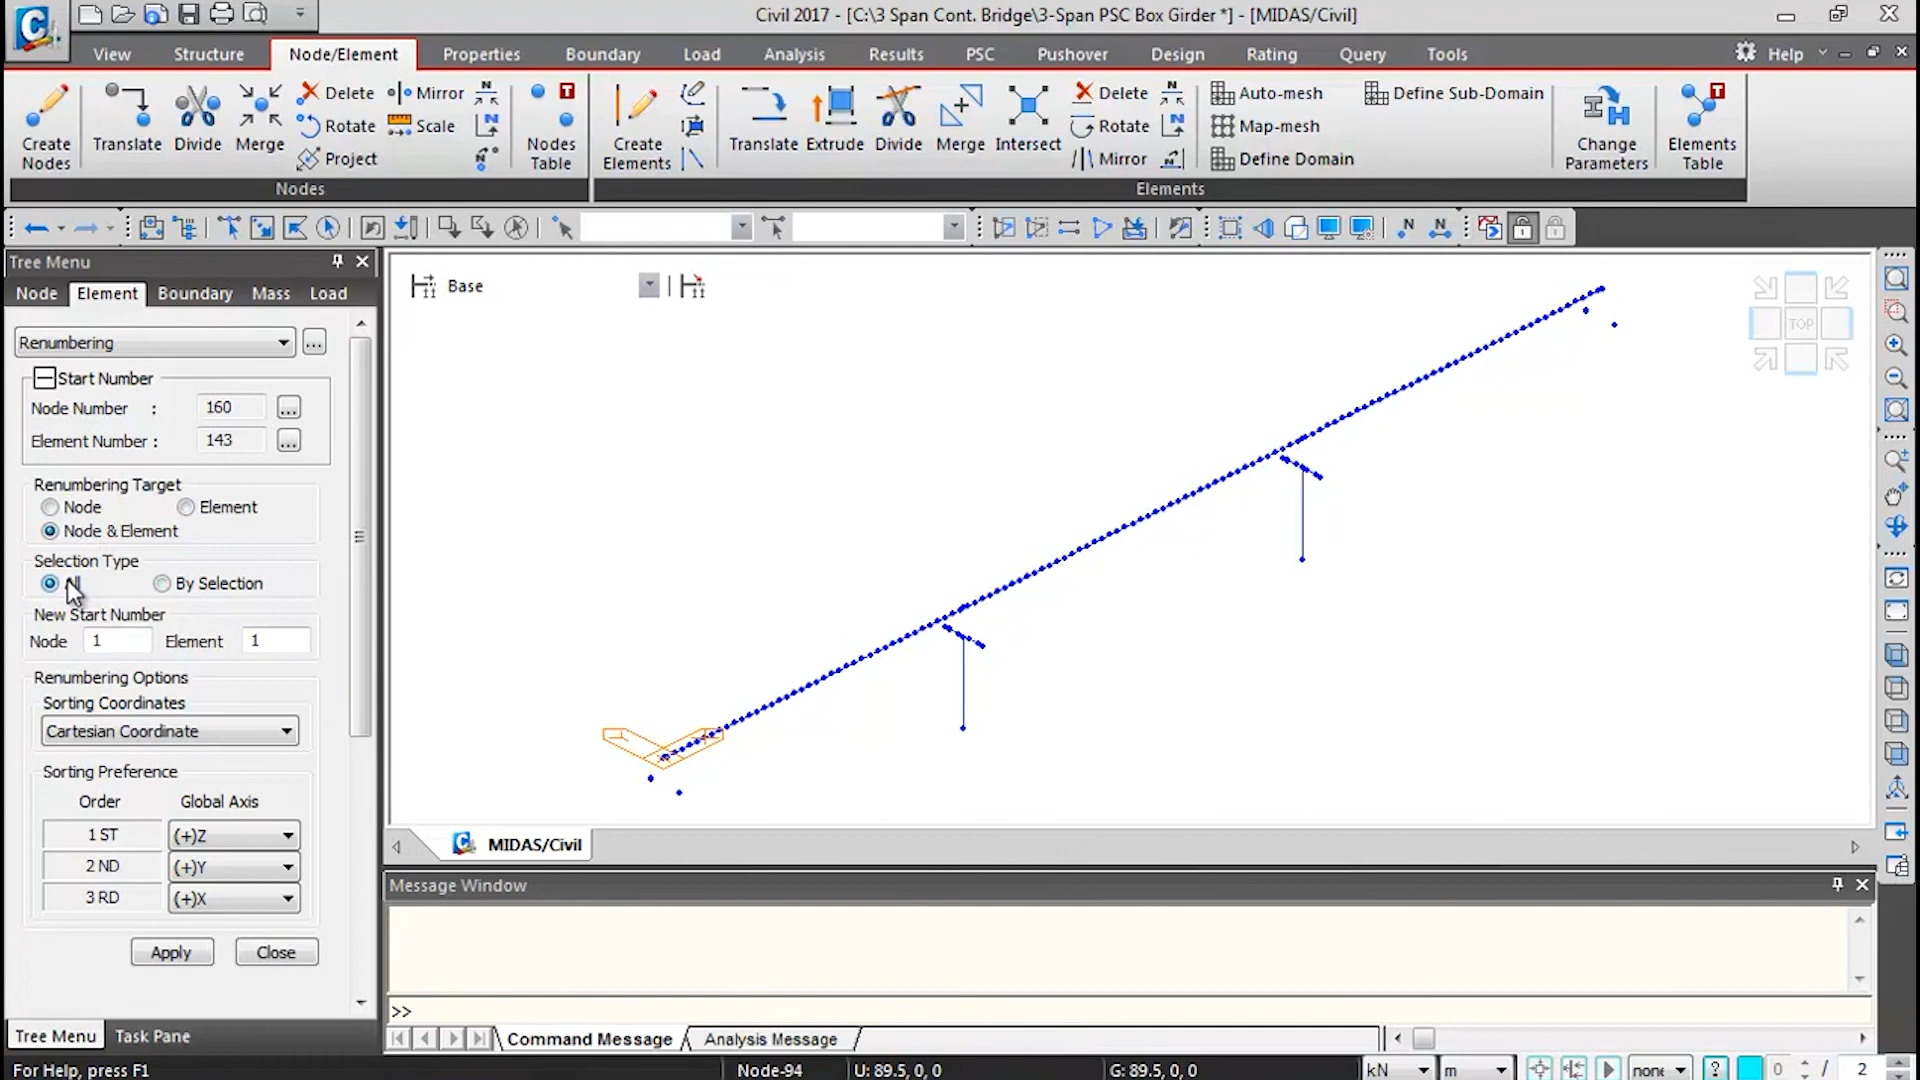 Civil 2017 - [C:\3 Span Cont. Bridge\3-Span PSC Box Girder *] - [MIDAS/Civil]
View Structure Node/Element Properties Boundary Load Analysis Results PSC Pushover Design Rating Query Tools Help
Create Nodes Translate Divide Merge Delete Mirror Rotate Scale Project Nodes Table
Create Elements Translate Extrude Divide Merge Intersect Delete Rotate Mirror
Auto-mesh Define Sub-Domain
Map-mesh
Define Domain
Change Parameters Elements Table
Nodes Elements
Tree Menu
Node Element Boundary Mass Load
Renumbering ...
Start Number
Node Number : 160 ...
Element Number : 143 ...
Renumbering Target
Node Element
Node & Element
Selection Type
By Selection
New Start Number
Node 1 Element 1
Renumbering Options
Sorting Coordinates
Cartesian Coordinate
Sorting Preference
Order Global Axis
1 ST (+)Z
2 ND (+)Y
3 RD (+)X
Apply Close
Tree Menu Task Pane
Base
TOP
MIDAS/Civil
Message Window
>>
Command Message Analysis Message
For Help, press F1 Node-94 U: 89.5, 0, 0 G: 89.5, 0, 0 kN m none ? 0 / 2